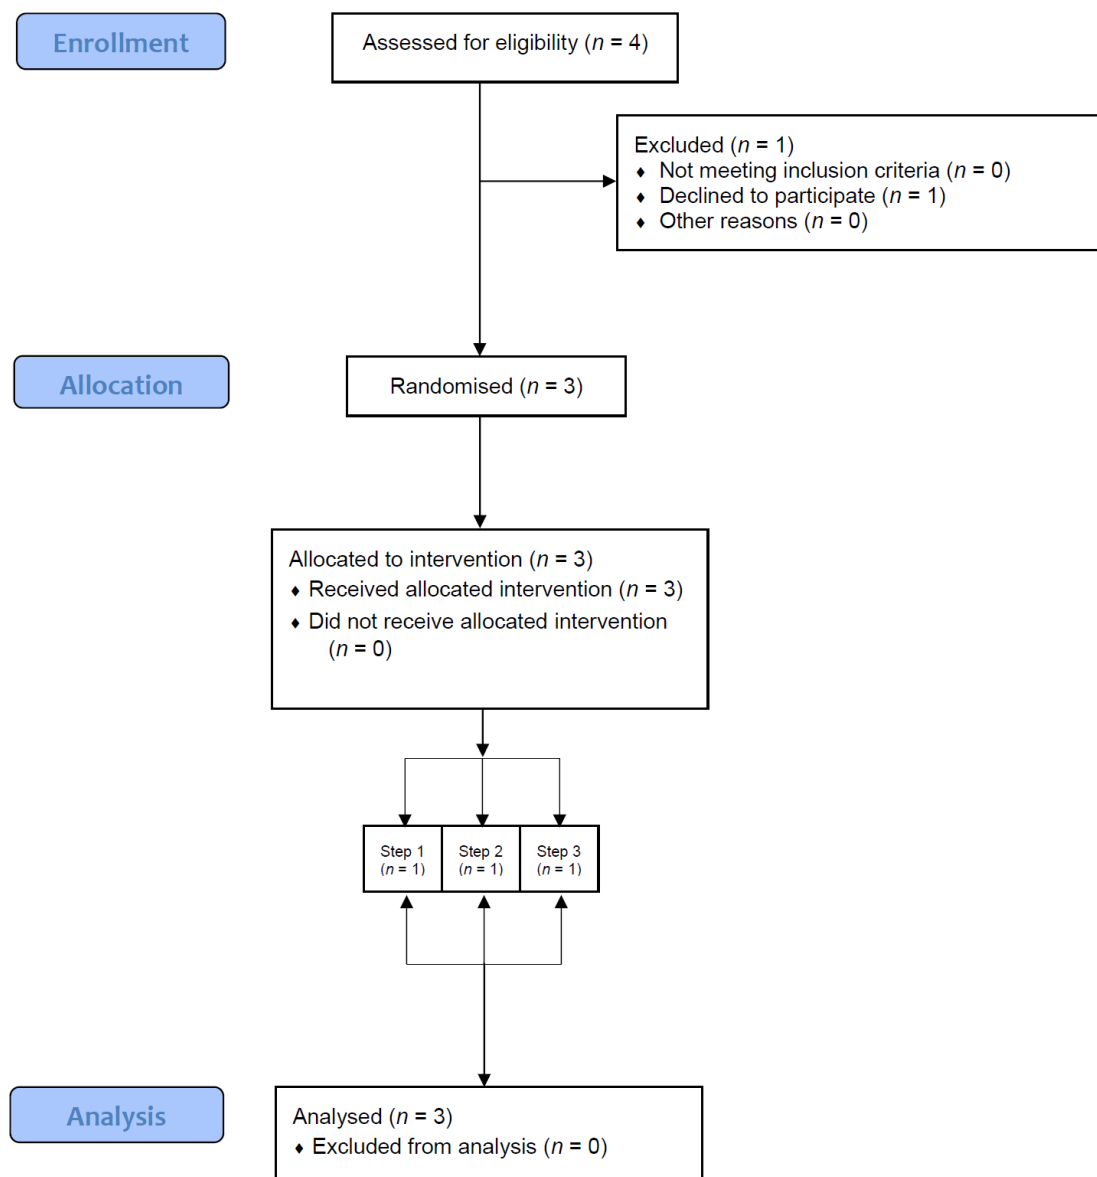 Enrollment
Assessed for eligibility (n = 4)
Excluded (n = 1)
♦ Not meeting inclusion criteria (n = 0)
♦ Declined to participate (n = 1)
♦ Other reasons (n = 0)
Allocation
Randomised (n = 3)
Allocated to intervention (n = 3)
♦ Received allocated intervention (n = 3)
♦ Did not receive allocated intervention
(n = 0)
Step 1
(n = 1)
Step 2
(n = 1)
Step 3
(n = 1)
Analysis
Analysed (n = 3)
♦ Excluded from analysis (n = 0)